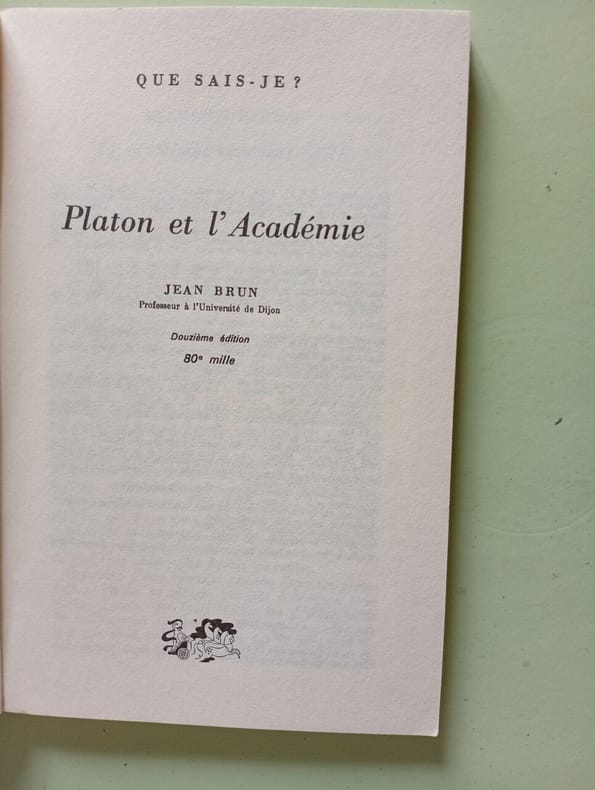 QUE SAIS-JE ?
Platon et l'Académie
JEAN BRUN
Professeur à l'Université de Dijon
Douzième édition
80e mille